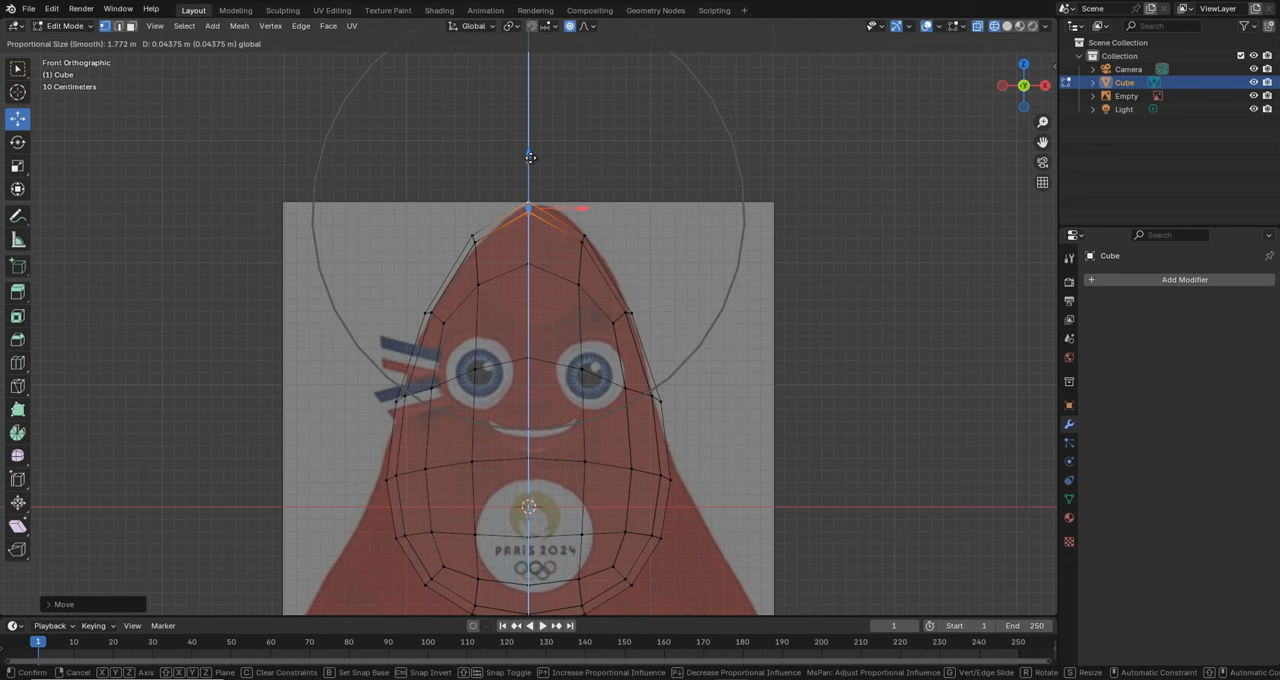 File Edit Render Window Help Layout Modeling Sculpting UV Editing Texture Paint Shading Animation Rendering Compositing Geometry Nodes Scripting + Scene ViewLayer
Edit Mode View Select Add Mesh Vertex Edge Face UV Global Search
Proportional Size (Smooth): 1.772 m D: 0.04375 m (0.04375 m) global
Scene Collection
Front Orthographic
(1) Cube
10 Centimeters
Collection
Camera
Cube
Empty
Light
Z
Y
X
Search
Cube
+ Add Modifier
PARIS 2024
> Move
Playback Keying View Marker 1 Start 1 End 250
1 10 20 30 40 50 60 70 80 90 100 110 120 130 140 150 160 170 180 190 200 210 220 230 240 250
Confirm Cancel X Y Z Axis X Y Z Plane C Clear Constraints B Set Snap Base Snap Invert Snap Toggle Increase Proportional Influence Decrease Proportional Influence MsPan: Adjust Proportional Influence G Vert/Edge Slide R Rotate S Resize Automatic Constraint Automatic Co